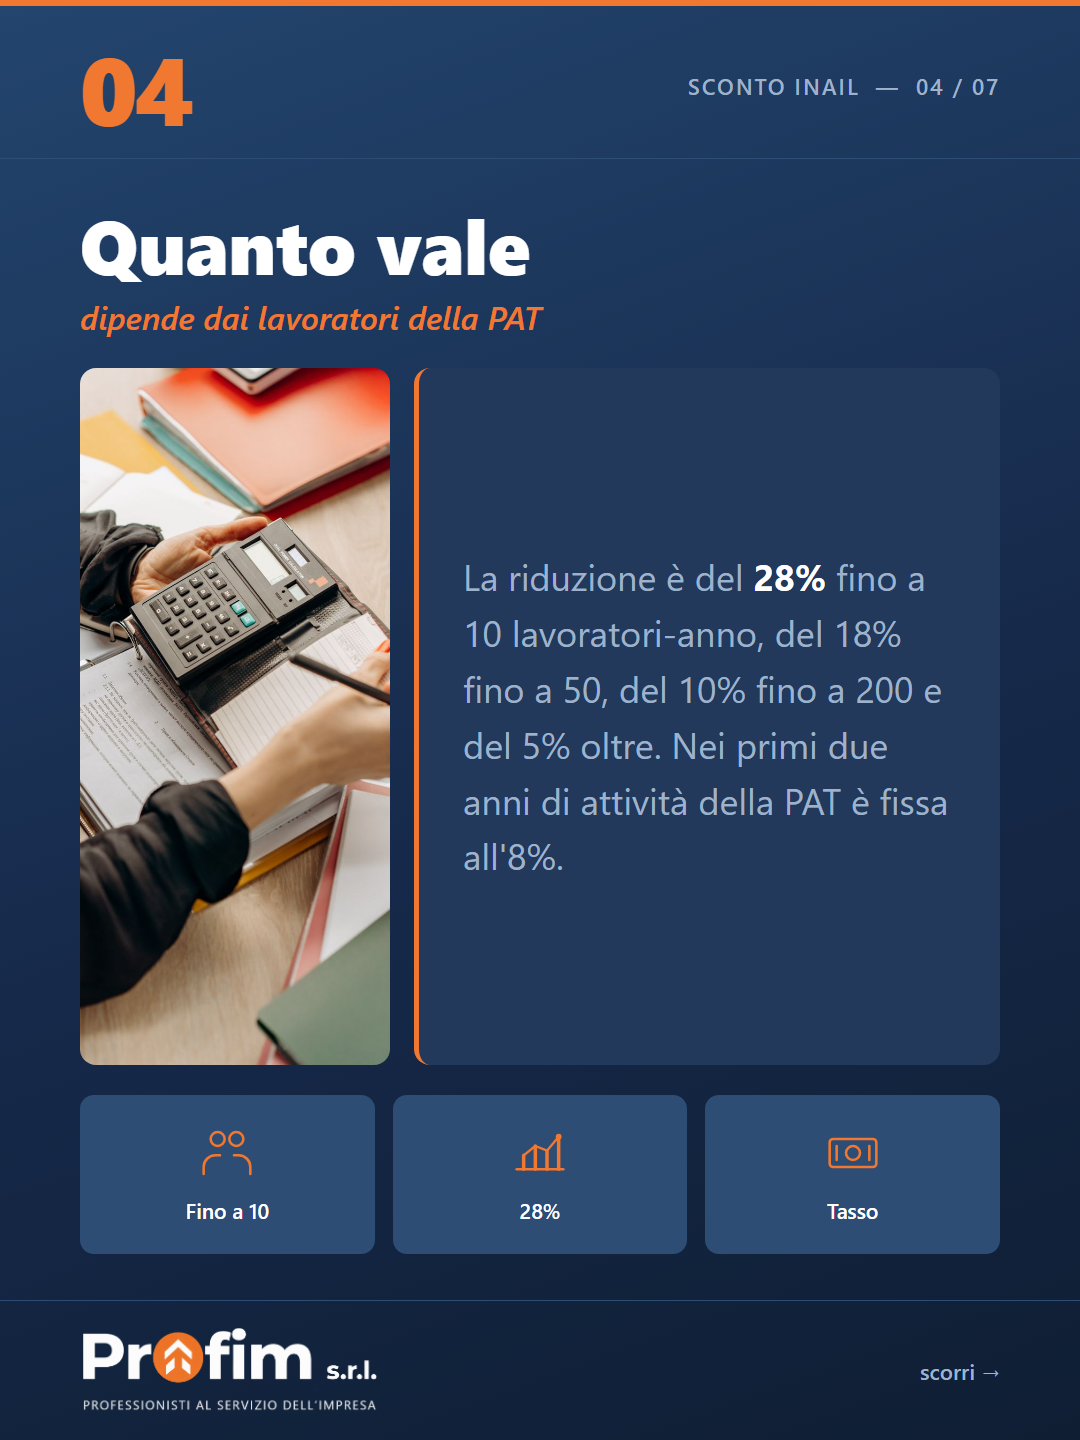 04
SCONTO INAIL — 04 / 07
Quanto vale
dipende dai lavoratori della PAT
La riduzione è del 28% fino a
10 lavoratori-anno, del 18%
fino a 50, del 10% fino a 200 e
del 5% oltre. Nei primi due
anni di attività della PAT è fissa
all'8%.
Fino a 10
28%
Tasso
Profim s.r.l.
PROFESSIONISTI AL SERVIZIO DELL'IMPRESA
scorri →